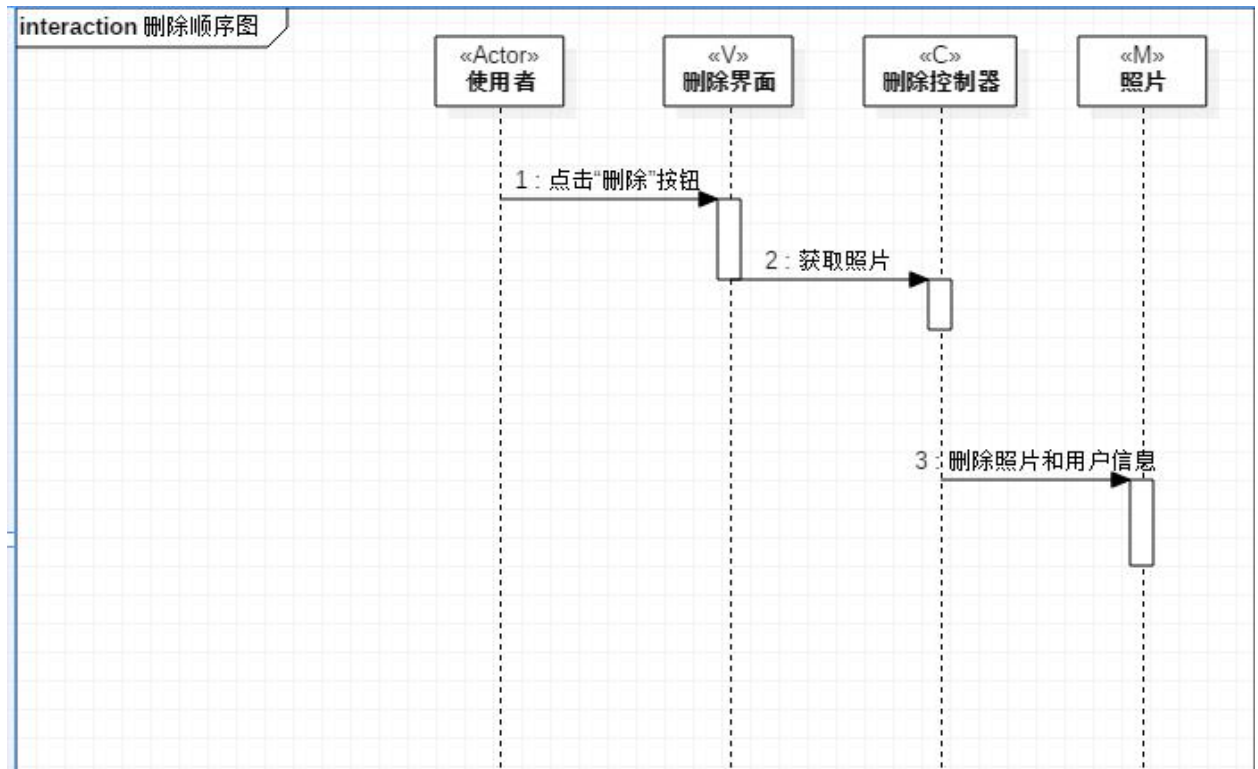 interaction 删除顺序图
«Actor»
使用者
«V»
删除界面
«C»
删除控制器
«M»
照片
1 : 点击“删除”按钮
2 : 获取照片
3 : 删除照片和用户信息